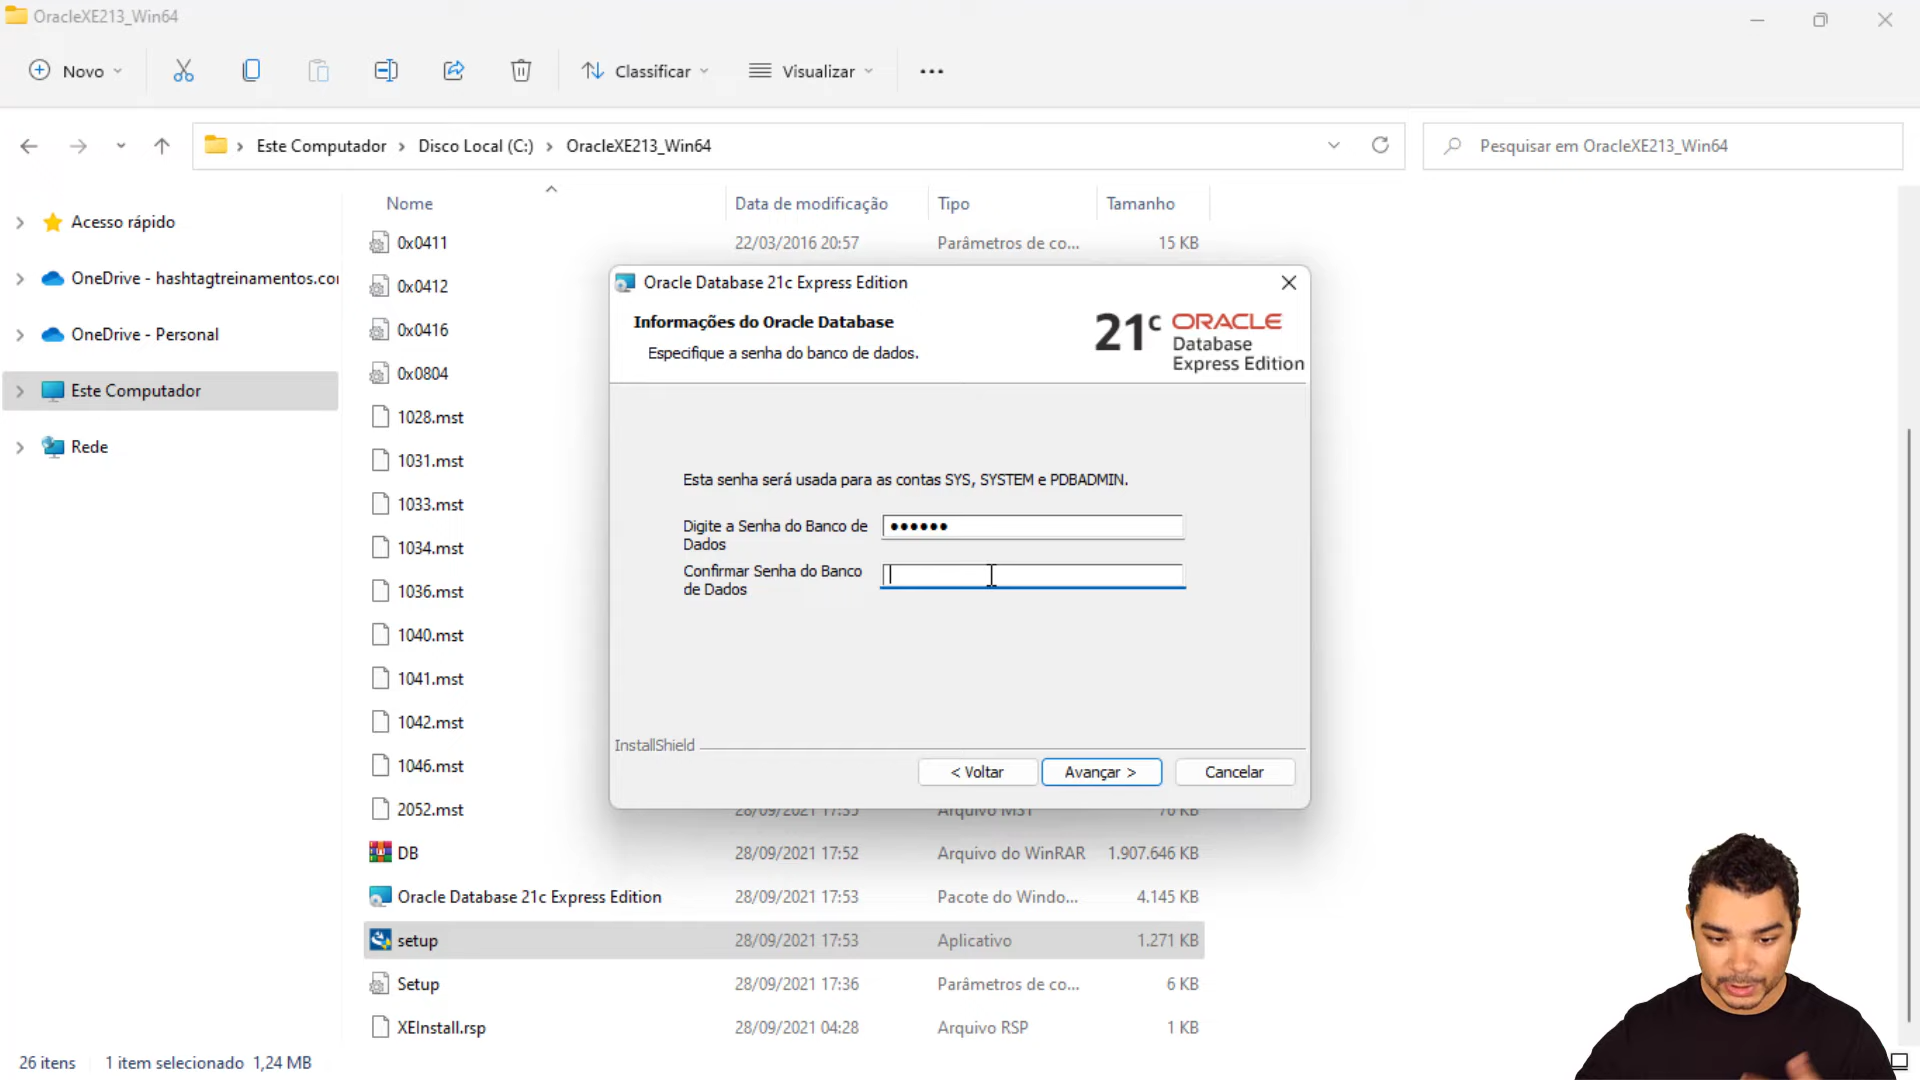 OracleXE213_Win64
Novo
Classificar
Visualizar
Este Computador
Disco Local (C:)
OracleXE213_Win64
Pesquisar em OracleXE213_Win64
Nome
Data de modificação
Tipo
Tamanho
Acesso rápido
OneDrive - hashtagtreinamentos.co
OneDrive - Personal
Este Computador
Rede
0x0411
22/03/2016 20:57
Parâmetros de co...
15 KB
0x0412
0x0416
0x0804
1028.mst
1031.mst
1033.mst
1034.mst
1036.mst
1040.mst
1041.mst
1042.mst
1046.mst
2052.mst
28/09/2021 17:53
Arquivo MST
76 KB
DB
28/09/2021 17:52
Arquivo do WinRAR
1.907.646 KB
Oracle Database 21c Express Edition
28/09/2021 17:53
Pacote do Windo...
4.145 KB
setup
28/09/2021 17:53
Aplicativo
1.271 KB
Setup
28/09/2021 17:36
Parâmetros de co...
6 KB
XEInstall.rsp
28/09/2021 04:28
Arquivo RSP
1 KB
26 itens
1 item selecionado 1,24 MB
Oracle Database 21c Express Edition
Informações do Oracle Database
Especifique a senha do banco de dados.
21c ORACLE
Database
Express Edition
Esta senha será usada para as contas SYS, SYSTEM e PDBADMIN.
Digite a Senha do Banco de
Dados
Confirmar Senha do Banco
de Dados
InstallShield
< Voltar
Avançar >
Cancelar